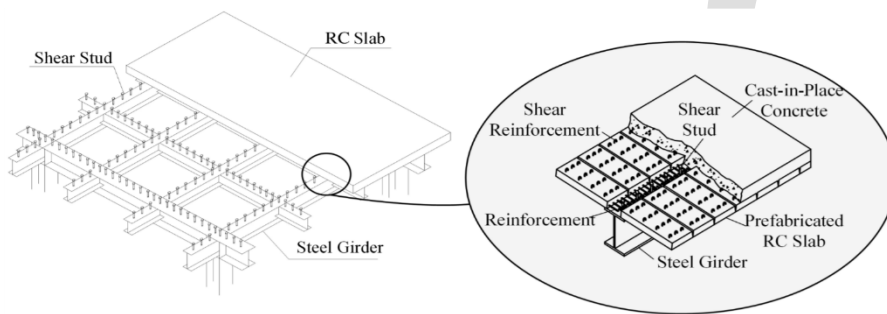 RC Slab
Shear Stud
Steel Girder
Cast-in-Place
Concrete
Shear
Stud
Shear
Reinforcement
Reinforcement
Prefabricated
RC Slab
Steel Girder